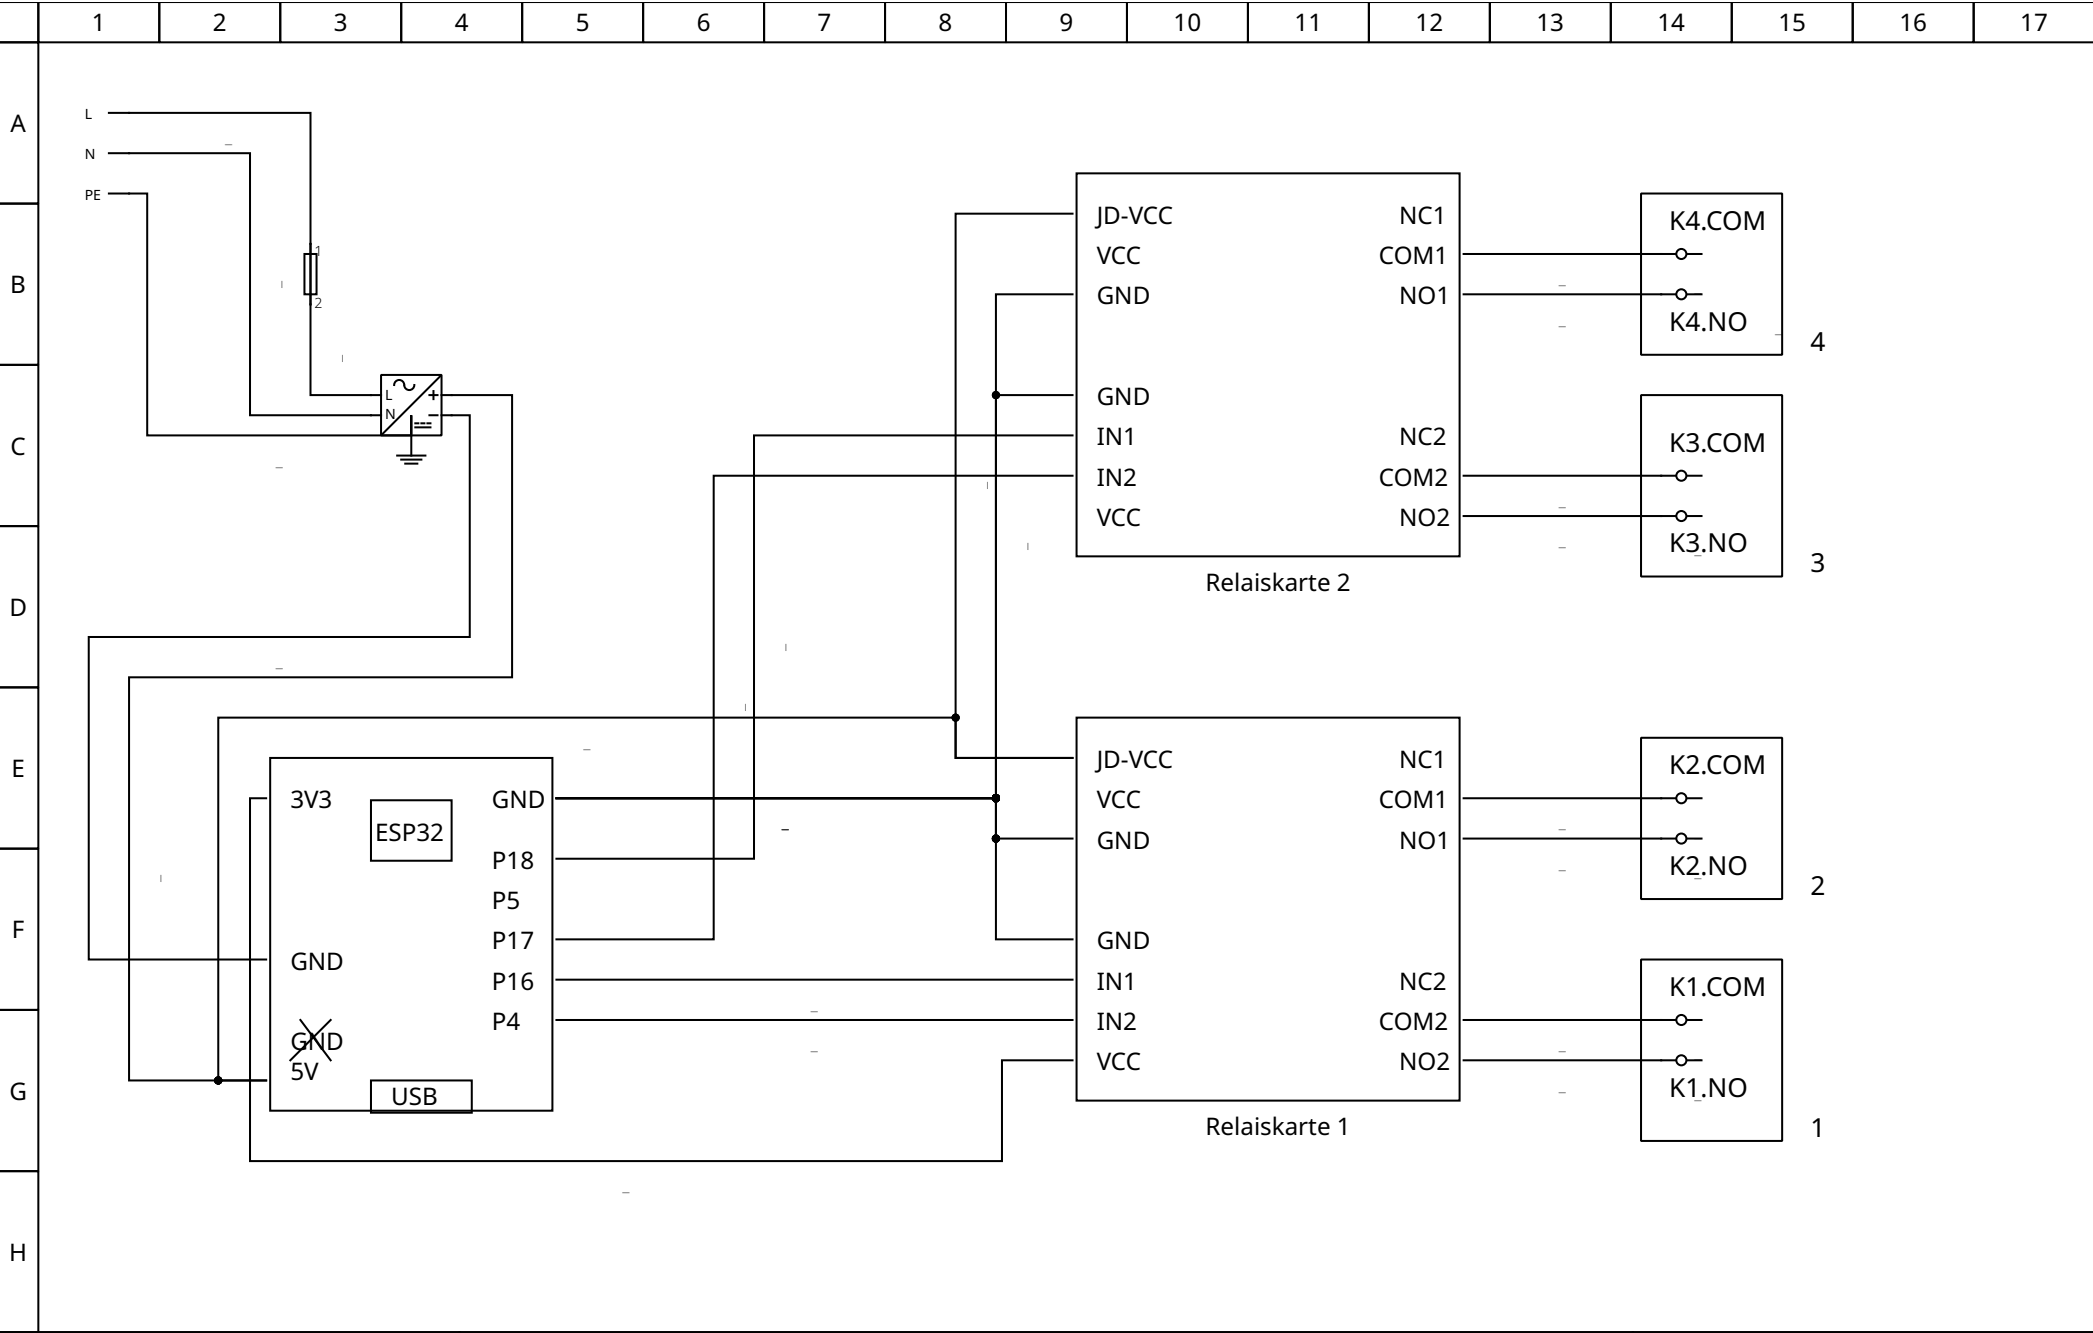 1 2 3 4 5 6 7 8 9 10 11 12 13 14 15 16 17
A
B
C
D
E
F
G
H
L
N
PE
1
2
L +
N −
3V3
ESP32
GND
GND
5V
USB
GND
P18
P5
P17
P16
P4
JD-VCC NC1
VCC COM1
GND NO1
GND
IN1 NC2
IN2 COM2
VCC NO2
Relaiskarte 2
JD-VCC NC1
VCC COM1
GND NO1
GND
IN1 NC2
IN2 COM2
VCC NO2
Relaiskarte 1
K4.COM
K4.NO
4
K3.COM
K3.NO
3
K2.COM
K2.NO
2
K1.COM
K1.NO
1